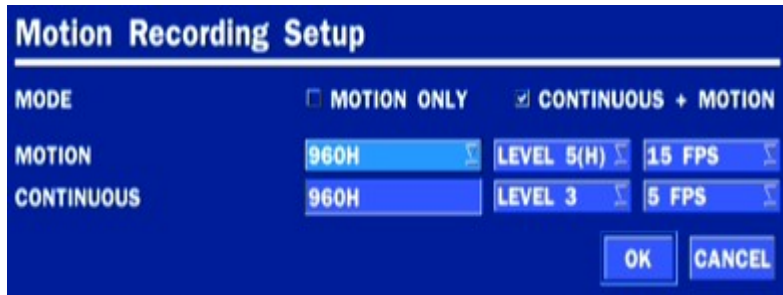 Motion Recording Setup
MODE MOTION ONLY CONTINUOUS + MOTION
MOTION 960H LEVEL 5(H) 15 FPS
CONTINUOUS 960H LEVEL 3 5 FPS
OK CANCEL